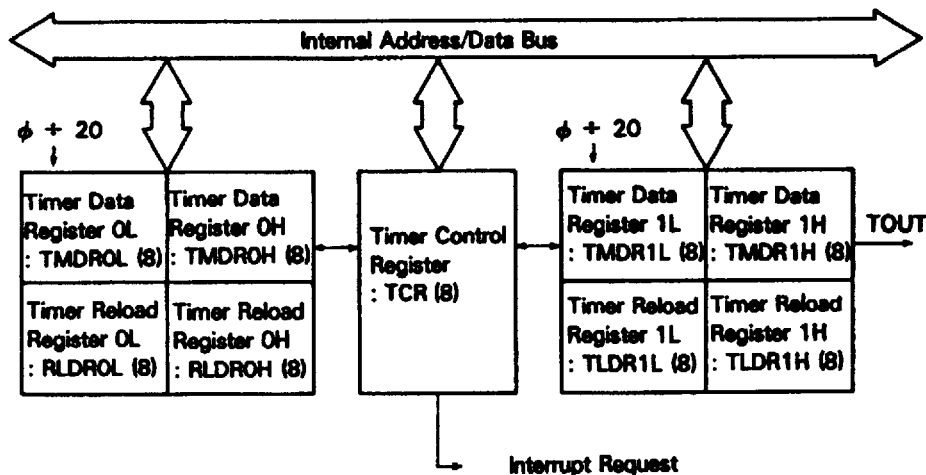 Internal Address/Data Bus
ϕ ÷ 20
ϕ ÷ 20
Timer Data
Register 0L
: TMDR0L (8)
Timer Data
Register 0H
: TMDR0H (8)
Timer Reload
Register 0L
: RLDR0L (8)
Timer Reload
Register 0H
: RLDR0H (8)
Timer Control
Register
: TCR (8)
Timer Data
Register 1L
: TMDR1L (8)
Timer Data
Register 1H
: TMDR1H (8)
TOUT
Timer Reload
Register 1L
: TLDR1L (8)
Timer Reload
Register 1H
: TLDR1H (8)
Interrupt Request